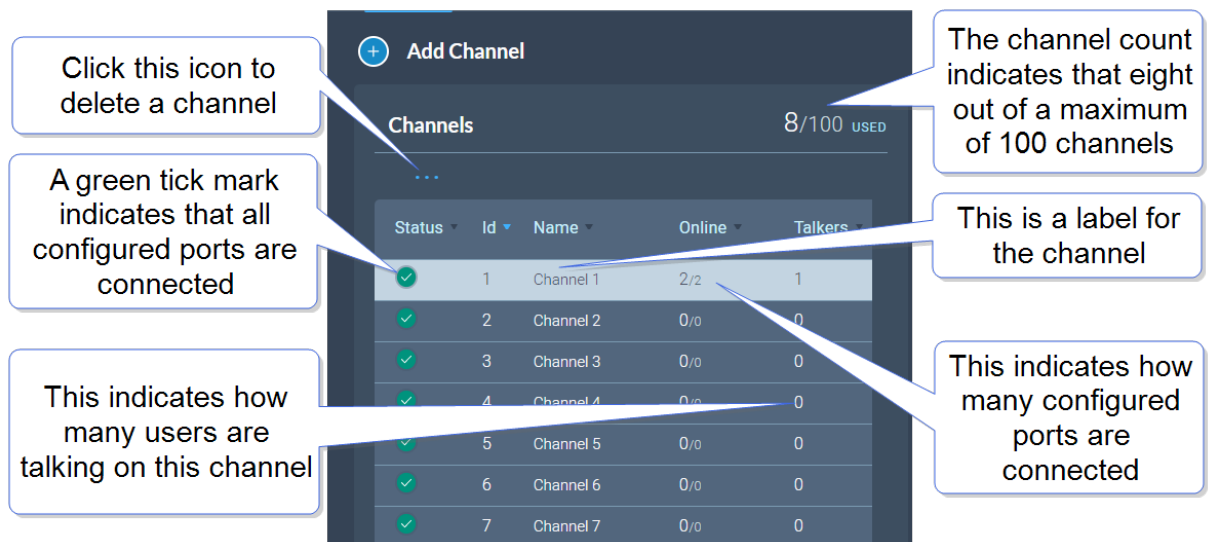 Click this icon to
delete a channel
A green tick mark
indicates that all
configured ports are
connected
This indicates how
many users are
talking on this channel
Add Channel
Channels
8/100 USED
...
Status Id Name Online Talkers
1 Channel 1 2/2 1
2 Channel 2 0/0 0
3 Channel 3 0/0 0
4 Channel 4 0/0 0
5 Channel 5 0/0 0
6 Channel 6 0/0 0
7 Channel 7 0/0 0
The channel count
indicates that eight
out of a maximum
of 100 channels
This is a label for
the channel
This indicates how
many configured
ports are
connected